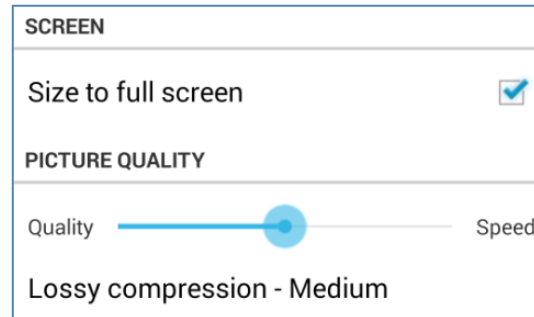 SCREEN
Size to full screen
PICTURE QUALITY
Quality Speed
Lossy compression - Medium